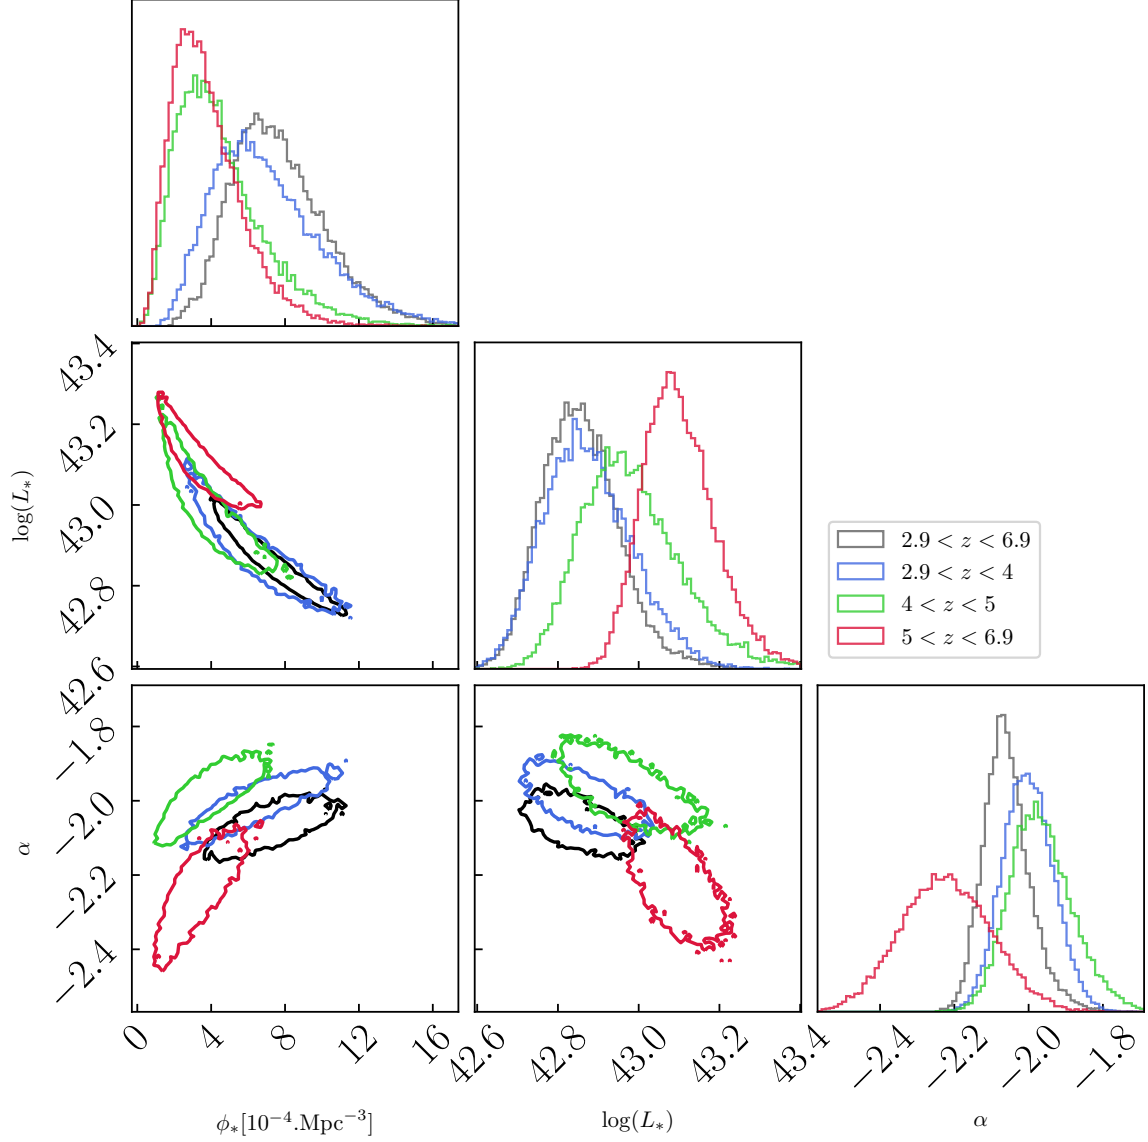 43.4
43.2
43.0
42.8
42.6
log(L*)
2.9 < z < 6.9
2.9 < z < 4
4 < z < 5
5 < z < 6.9
−1.8
−2.0
−2.2
−2.4
α
0
4
8
12
16
42.6
42.8
43.0
43.2
43.4
−2.4
−2.2
−2.0
−1.8
ϕ*[10⁻⁴.Mpc⁻³]
log(L*)
α